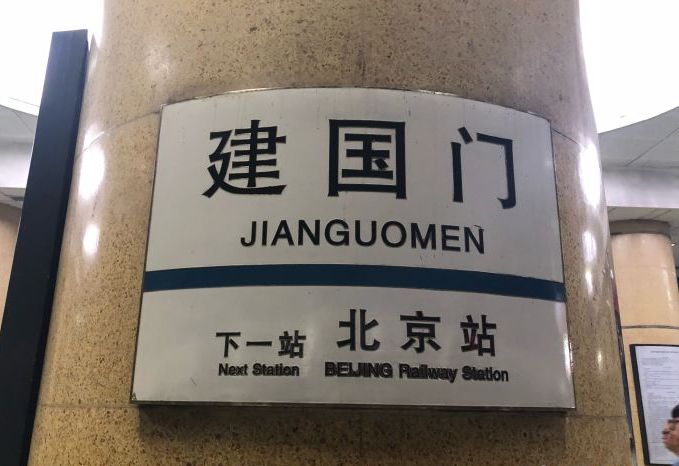 建国门
JIANGUOMEN
下一站 北京站
Next Station BEIJING Railway Station